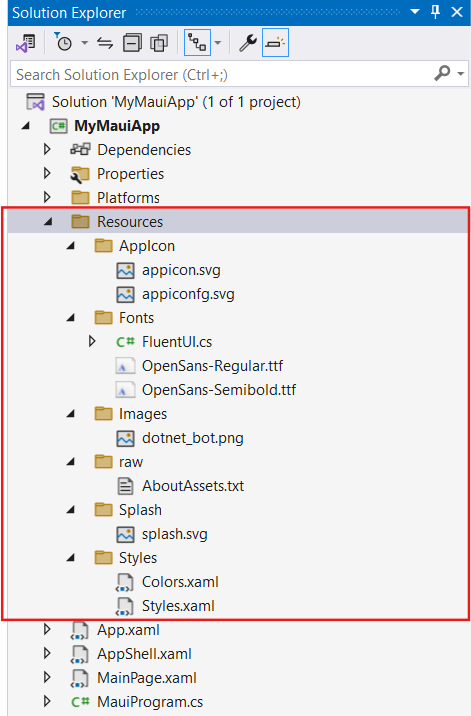 Solution Explorer
Search Solution Explorer (Ctrl+;)
Solution 'MyMauiApp' (1 of 1 project)
C# MyMauiApp
Dependencies
Properties
Platforms
Resources
AppIcon
appicon.svg
appiconfg.svg
Fonts
C# FluentUI.cs
OpenSans-Regular.ttf
OpenSans-Semibold.ttf
Images
dotnet_bot.png
raw
AboutAssets.txt
Splash
splash.svg
Styles
Colors.xaml
Styles.xaml
App.xaml
AppShell.xaml
MainPage.xaml
C# MauiProgram.cs